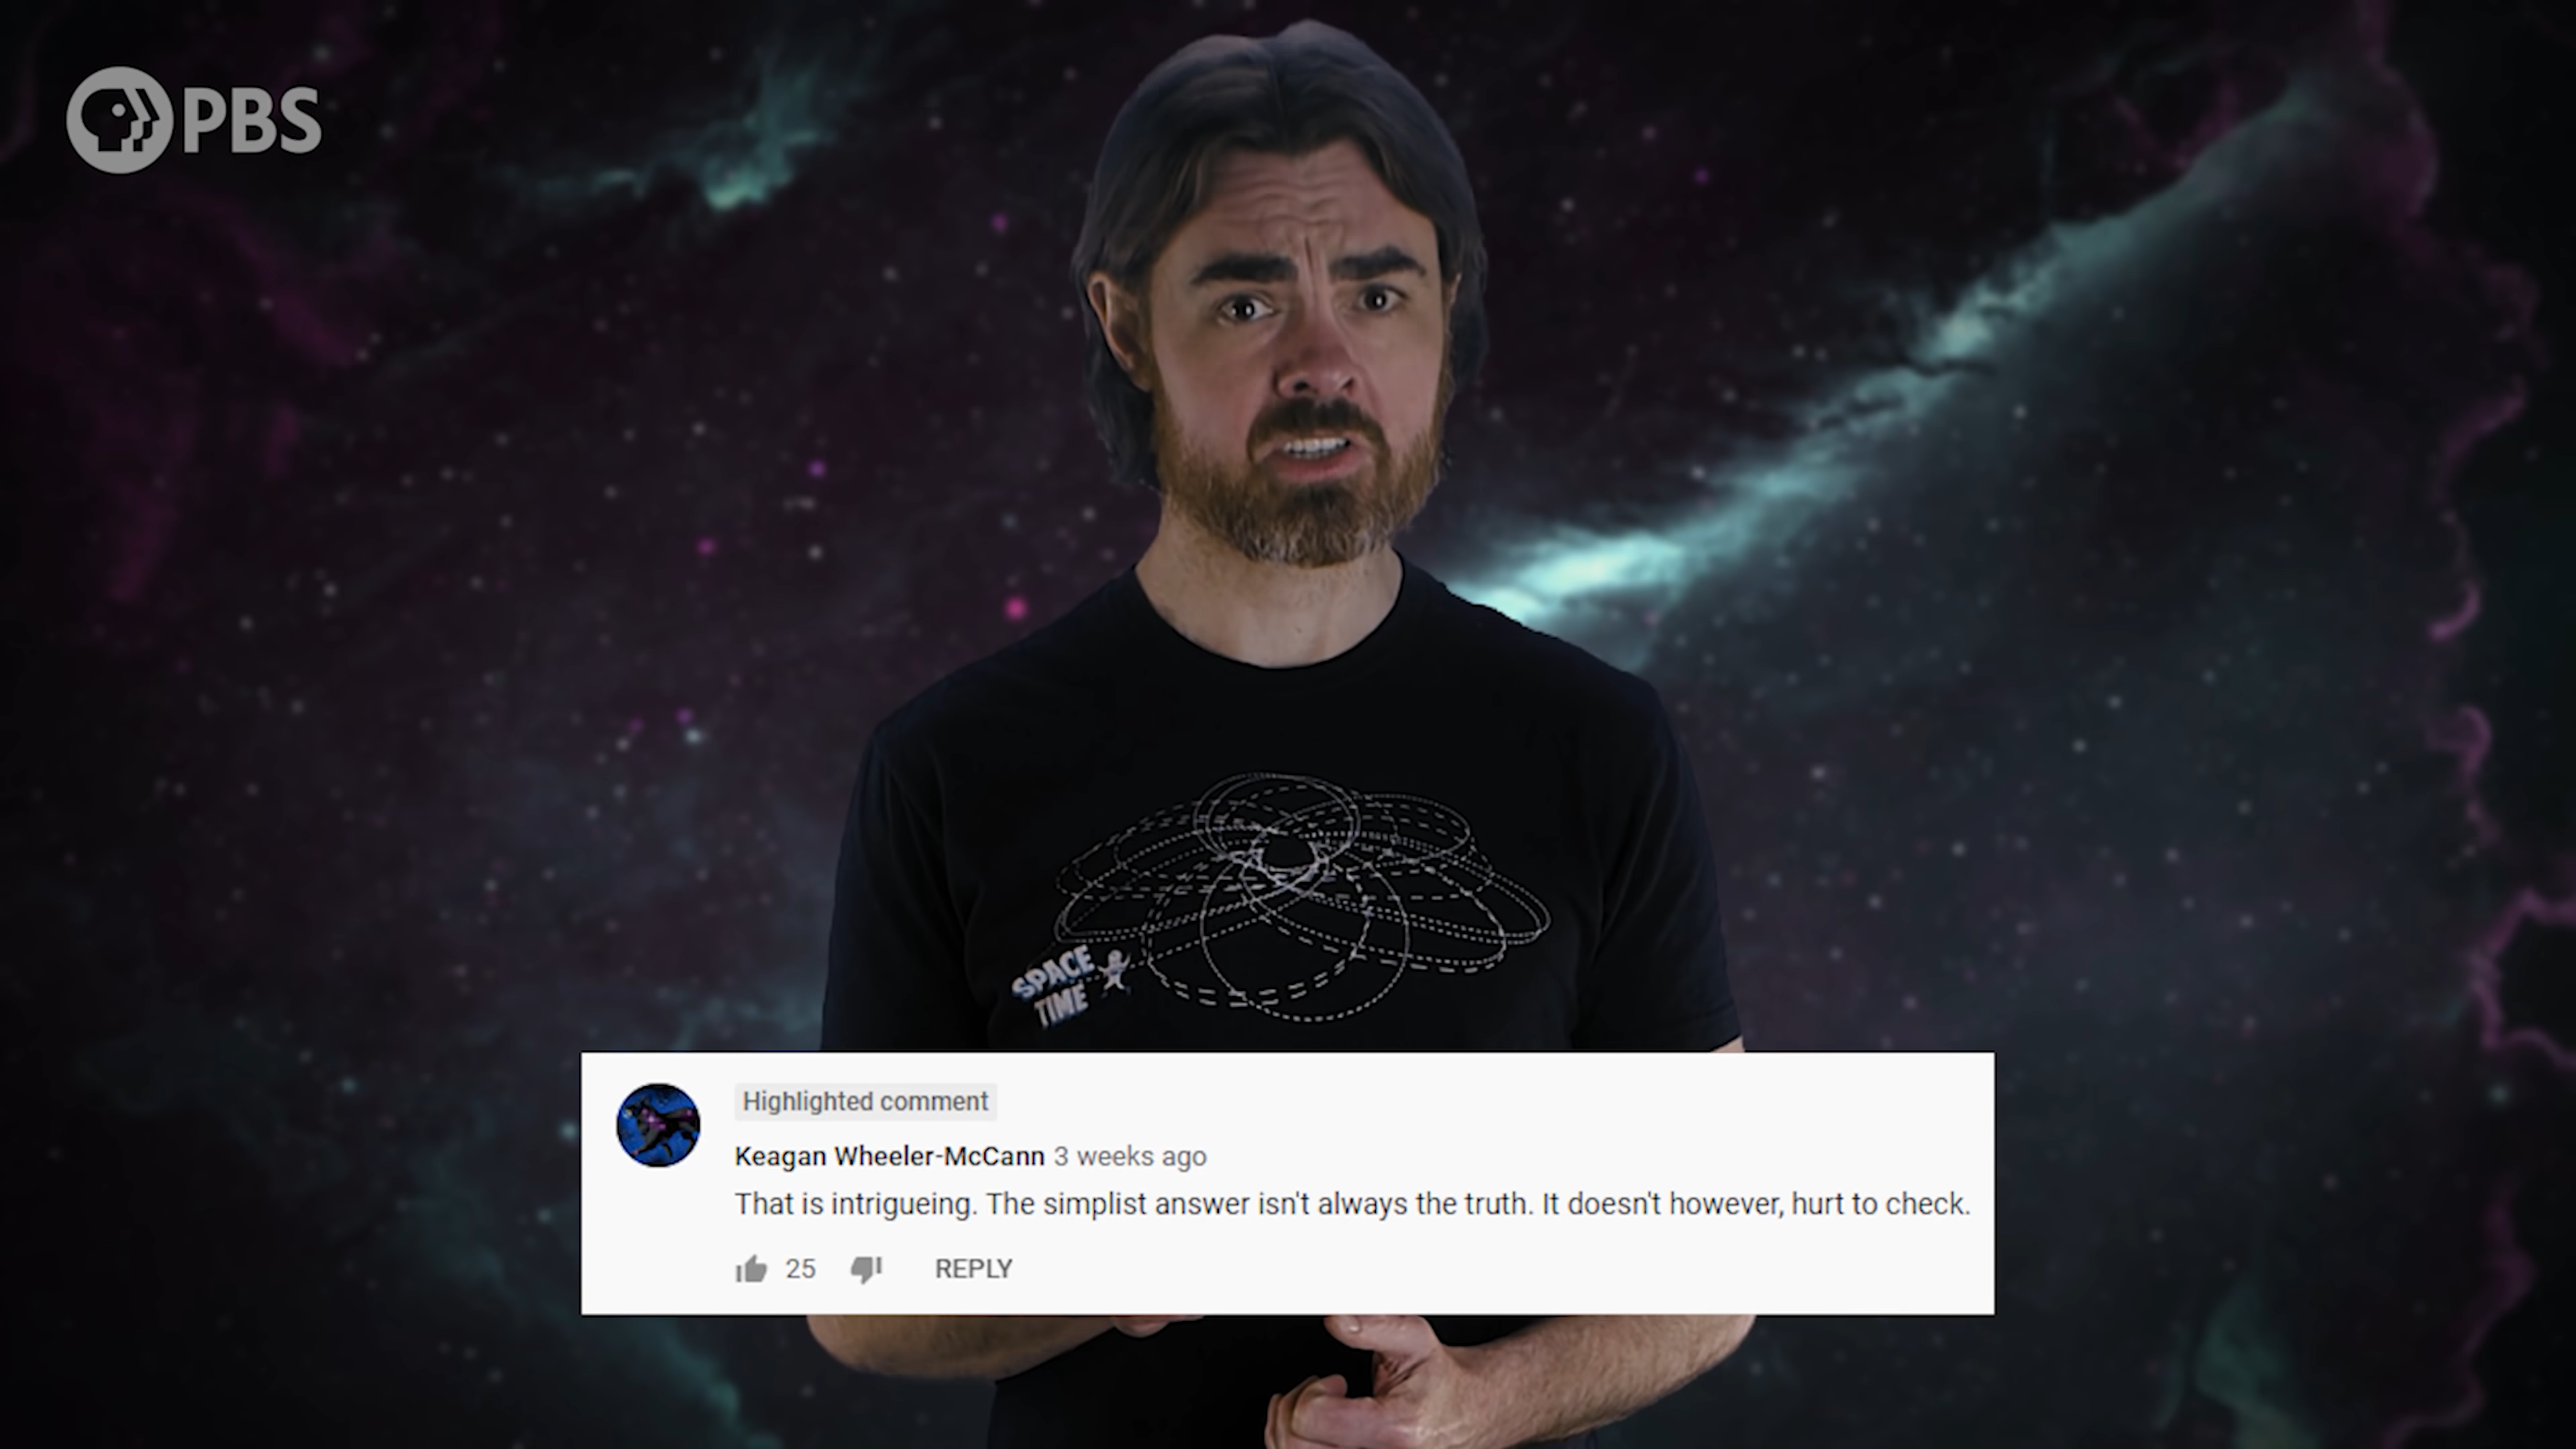 PBS
SPACE
TIME
Highlighted comment
Keagan Wheeler-McCann 3 weeks ago
That is intrigueing. The simplist answer isn't always the truth. It doesn't however, hurt to check.
25 REPLY